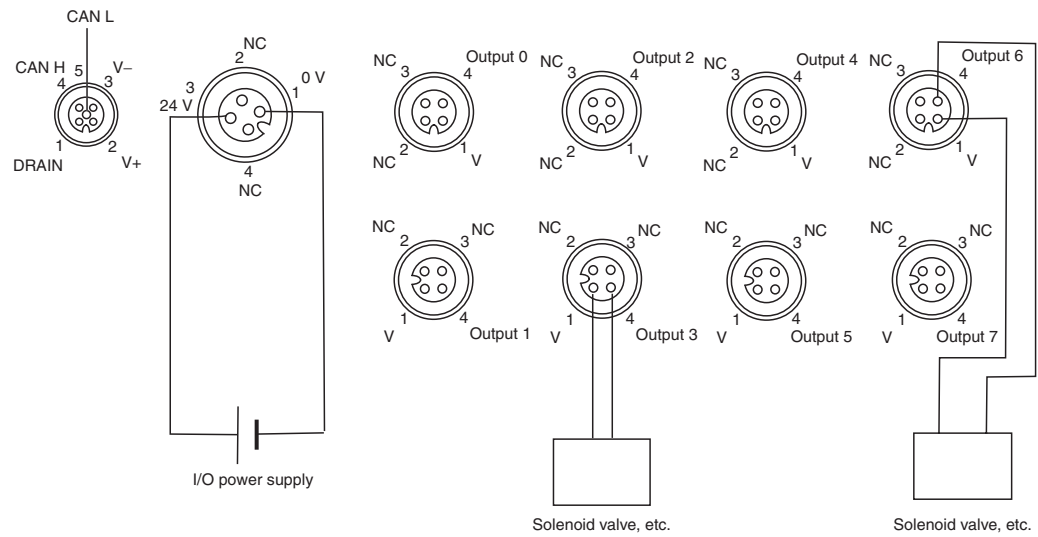 CAN L
CAN H
5
V–
4
3
1
2
DRAIN
V+
NC
2
3
0 V
24 V
1
4
NC
I/O power supply
NC
3
Output 0
4
NC
2
1
V
NC
3
Output 2
4
NC
2
1
V
NC
3
Output 4
4
NC
2
1
V
NC
3
Output 6
4
NC
2
1
V
NC
2
3
NC
1
4
V
Output 1
NC
2
3
NC
1
4
V
Output 3
NC
2
3
NC
1
4
V
Output 5
NC
2
3
NC
1
4
V
Output 7
Solenoid valve, etc.
Solenoid valve, etc.